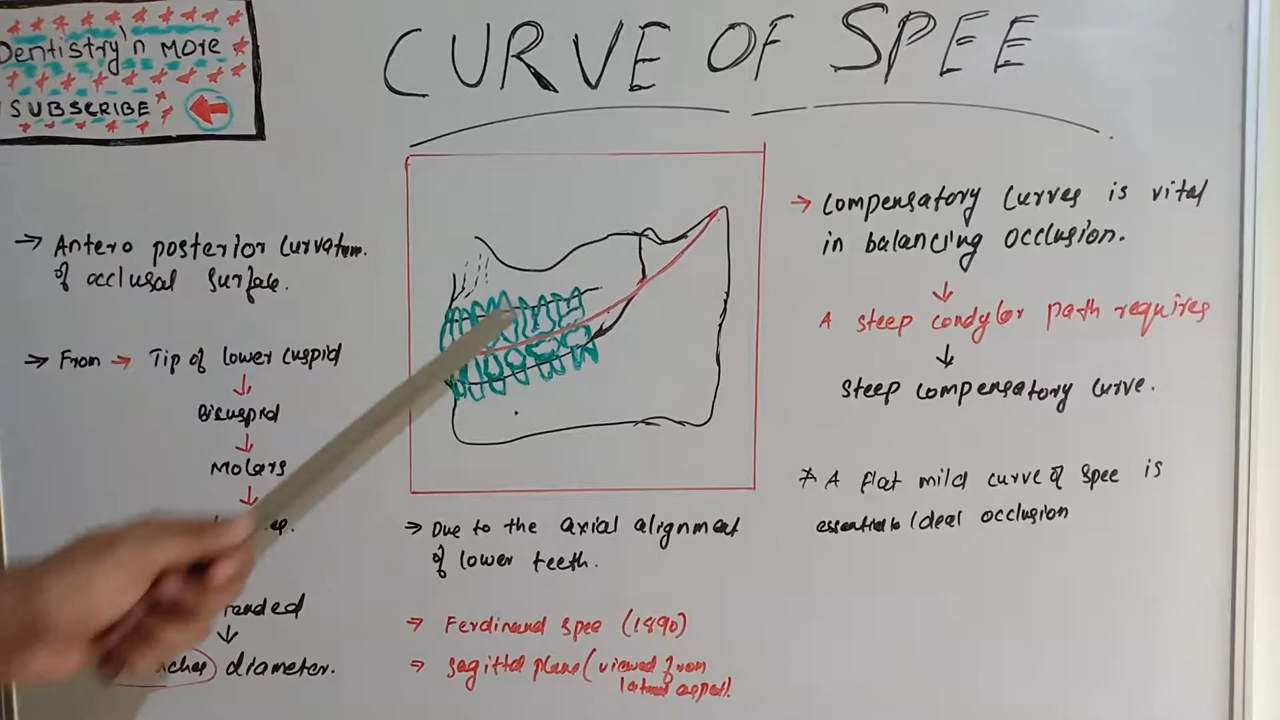 Dentistry'n MORE
SUBSCRIBE
CURVE OF SPEE
→ Antero posterior curvature.
of occlusal surface.
→ From → Tip of lower cuspid
↓
Bicuspid
↓
Molars
↓
↓
diameter.
→ Due to the axial alignment
of lower teeth.
→ Ferdinand Spee (1890)
→ Sagittal plane (viewed from
lateral aspect).
→ Compensatory curves is vital
in balancing occlusion.
↓
A steep condylor path requires
↓
steep compensatory curve.
* A flat mild curve of spee is
essential to Ideal occlusion